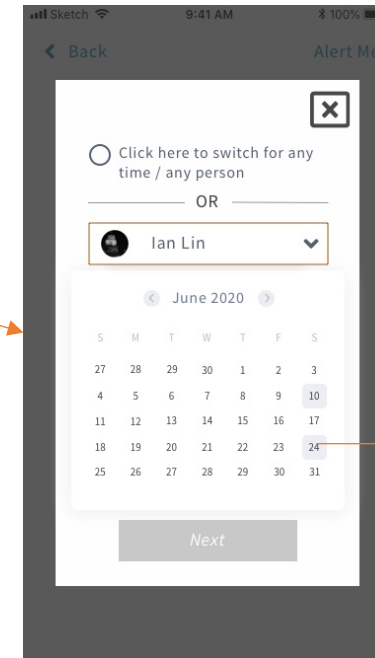 Sketch 9:41 AM 100%
Back Alert Me
Click here to switch for any
time / any person
OR
Ian Lin
June 2020
S M T W T F S
27 28 29 30 1 2 3
4 5 6 7 8 9 10
11 12 13 14 15 16 17
18 19 20 21 22 23 24
25 26 27 28 29 30 31
Next